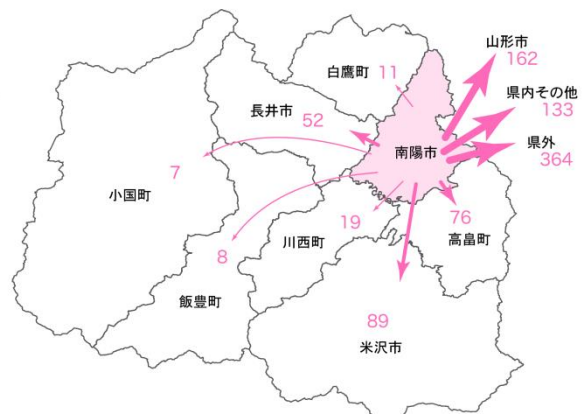 山形市
162
県内その他
133
県外
364
白鷹町
11
長井市
52
南陽市
7
小国町
76
高畠町
19
川西町
8
飯豊町
89
米沢市